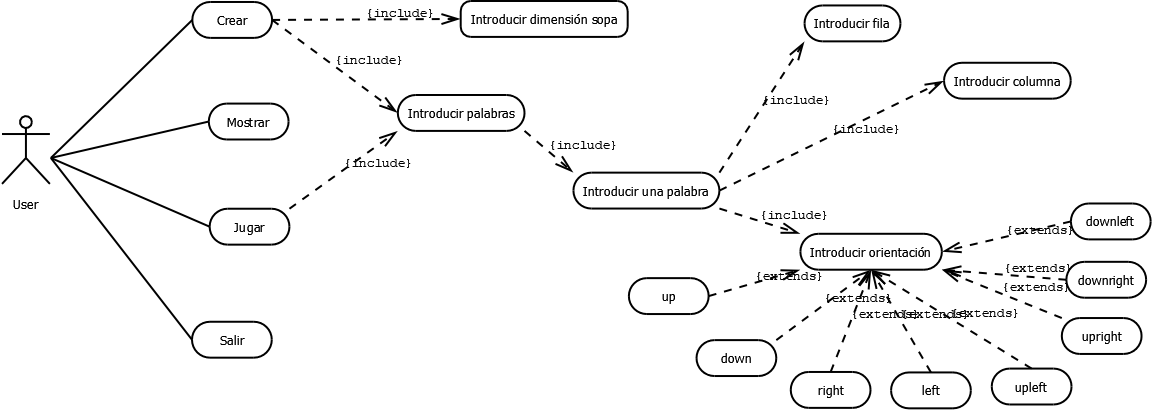 Crear
{include}
Introducir dimensión sopa
Introducir fila
{include}
Introducir columna
{include}
Introducir palabras
{include}
Mostrar
{include}
{include}
{include}
Introducir una palabra
User
Jugar
{include}
downleft
{extends}
Introducir orientación
{extends}
downright
{extends}
{extends}
up
{extends}
{extends}
{extends}
{extends}
upright
Salir
down
right
left
upleft